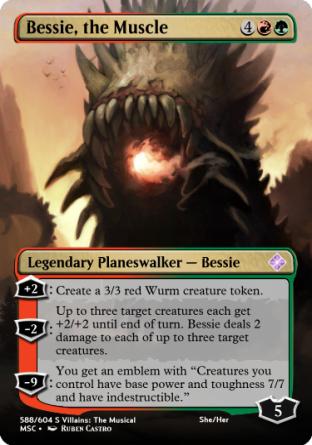 Bessie, the Muscle 4
Legendary Planeswalker — Bessie
+2 : Create a 3/3 red Wurm creature token.
Up to three target creatures each get
-2 : +2/+2 until end of turn. Bessie deals 2
damage to each of up to three target
creatures.
-9 : You get an emblem with “Creatures you
control have base power and toughness 7/7
and have indestructible.”
5
588/604 S Villains: The Musical She/Her
MSC • Ruben Castro